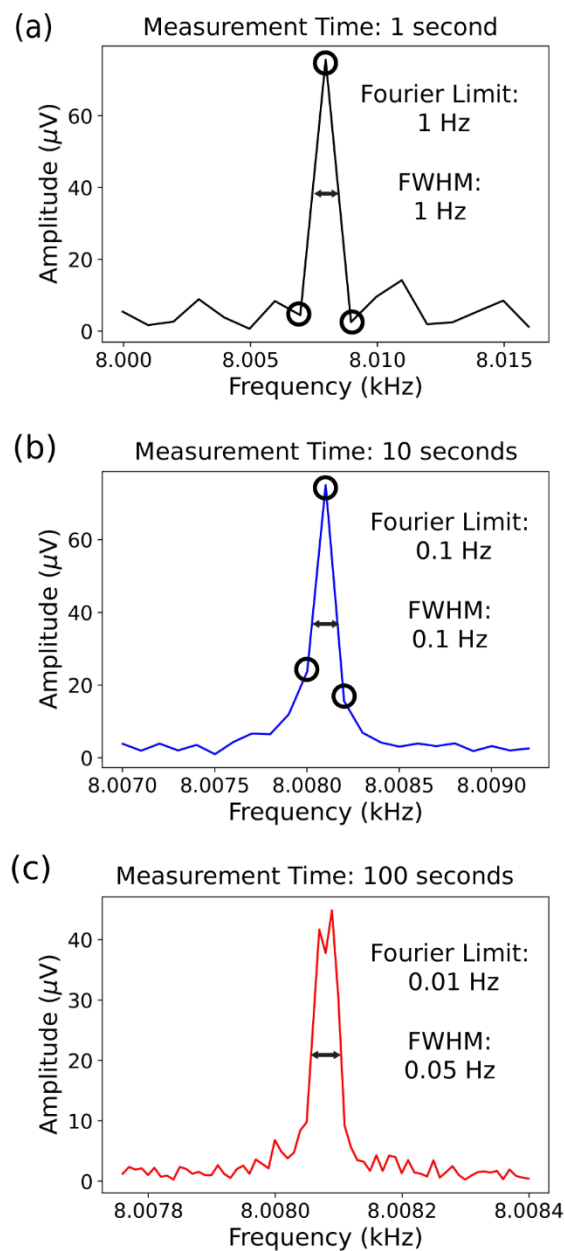 (a)
Measurement Time: 1 second
Fourier Limit:
1 Hz
FWHM:
1 Hz
Amplitude (μV)
60
40
20
0
8.000 8.005 8.010 8.015
Frequency (kHz)
(b)
Measurement Time: 10 seconds
Fourier Limit:
0.1 Hz
FWHM:
0.1 Hz
Amplitude (μV)
60
40
20
0
8.0070 8.0075 8.0080 8.0085 8.0090
Frequency (kHz)
(c)
Measurement Time: 100 seconds
Fourier Limit:
0.01 Hz
FWHM:
0.05 Hz
Amplitude (μV)
40
30
20
10
0
8.0078 8.0080 8.0082 8.0084
Frequency (kHz)